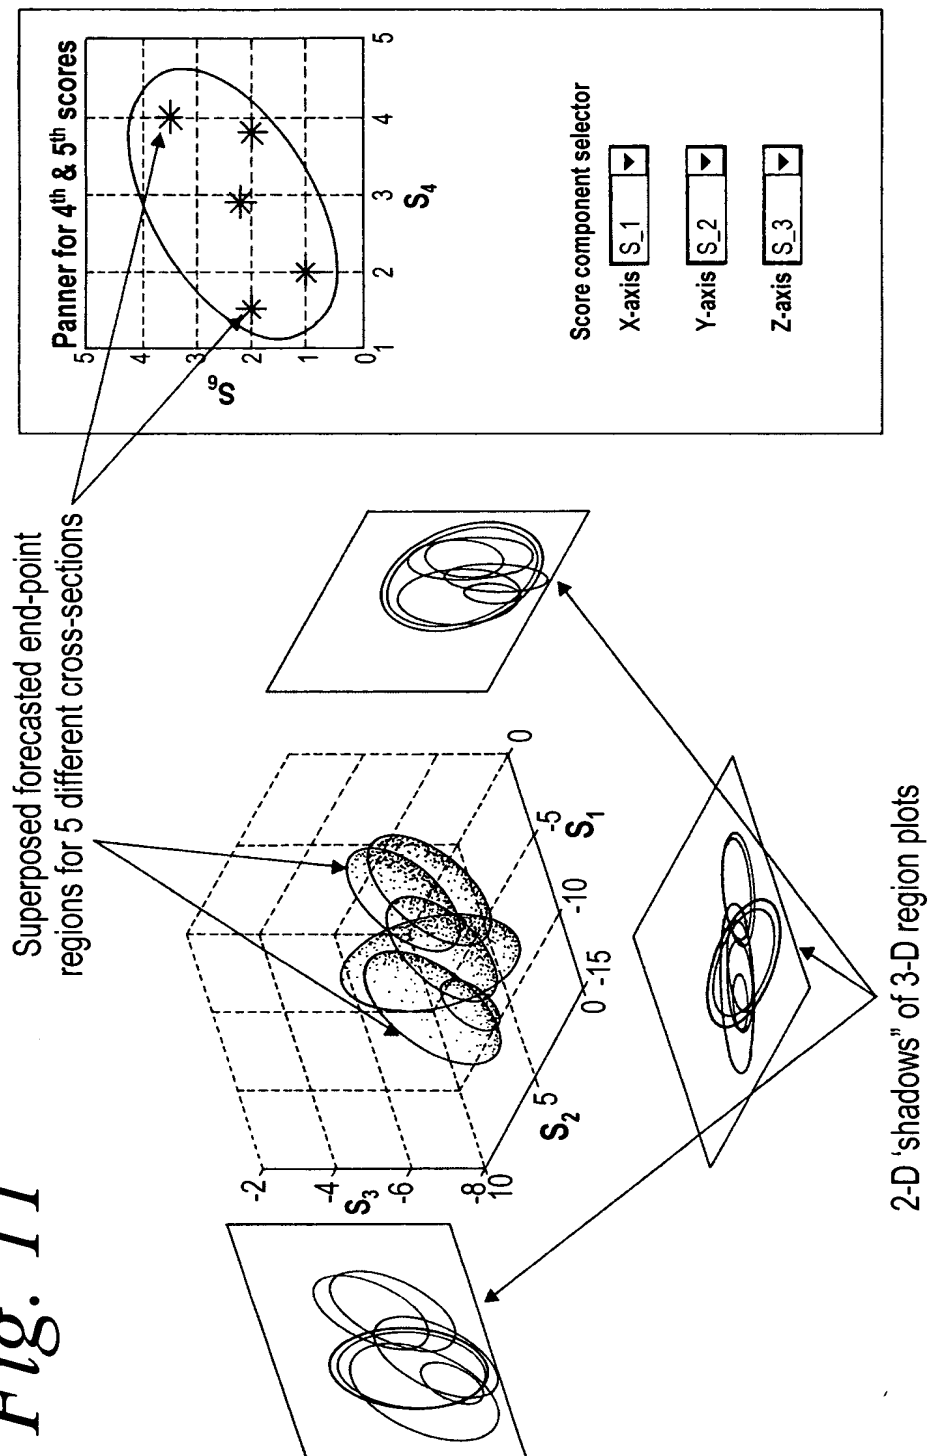 Fig. 11
Superposed forecasted end-point
regions for 5 different cross-sections
Panner for 4th & 5th scores
5
4
3
2
1
0
S6
1
2
3
4
5
S4
Score component selector
X-axis S_1
Y-axis S_2
Z-axis S_3
-2
-4
-6
-8
S3
10
5
0
S2
-15
-10
-5
0
S1
2-D 'shadows" of 3-D region plots